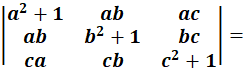 |a² + 1 ab ac|
|ab b² + 1 bc| =
|ca cb c² + 1|